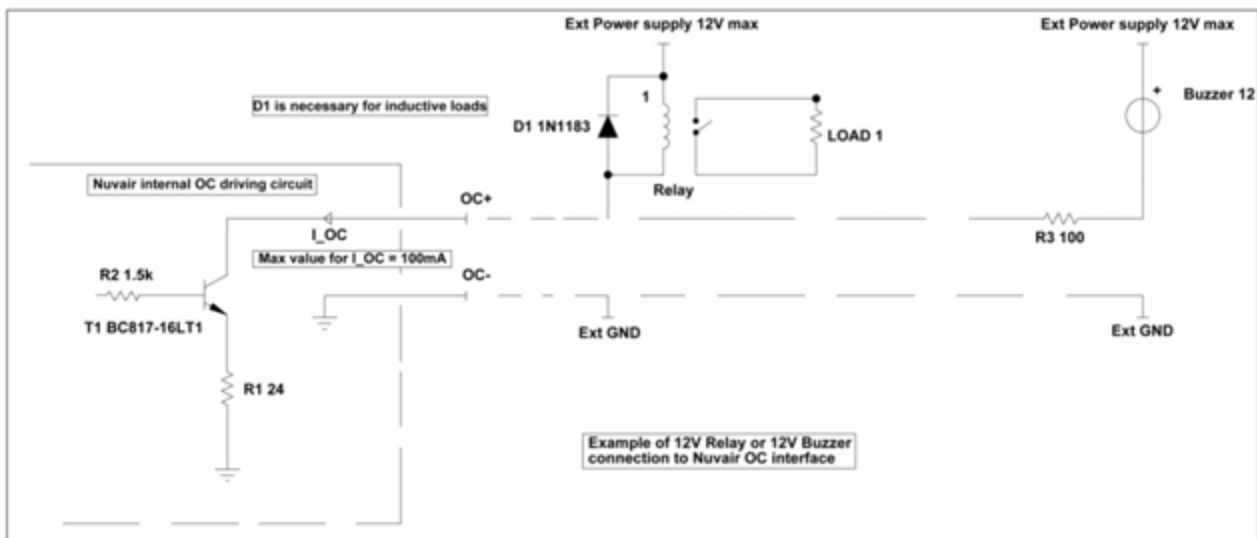 Ext Power supply 12V max
Ext Power supply 12V max
D1 is necessary for inductive loads
1
Buzzer 12
+
D1 1N1183
LOAD 1
Nuvair internal OC driving circuit
Relay
OC+
I_OC
R3 100
Max value for I_OC = 100mA
OC-
R2 1.5k
T1 BC817-16LT1
Ext GND
Ext GND
R1 24
Example of 12V Relay or 12V Buzzer
connection to Nuvair OC interface